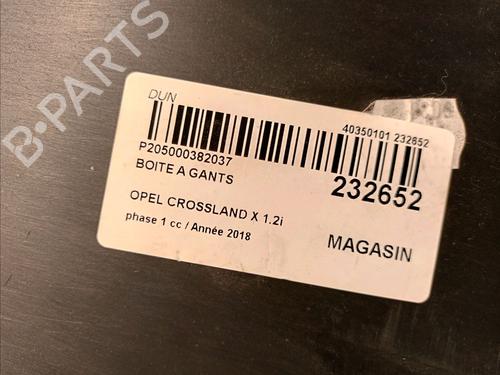 DUN
40350101 232652
P205000382037
BOITE A GANTS
232652
OPEL CROSSLAND X 1.2i
phase 1 cc / Année 2018
MAGASIN
B-PARTS